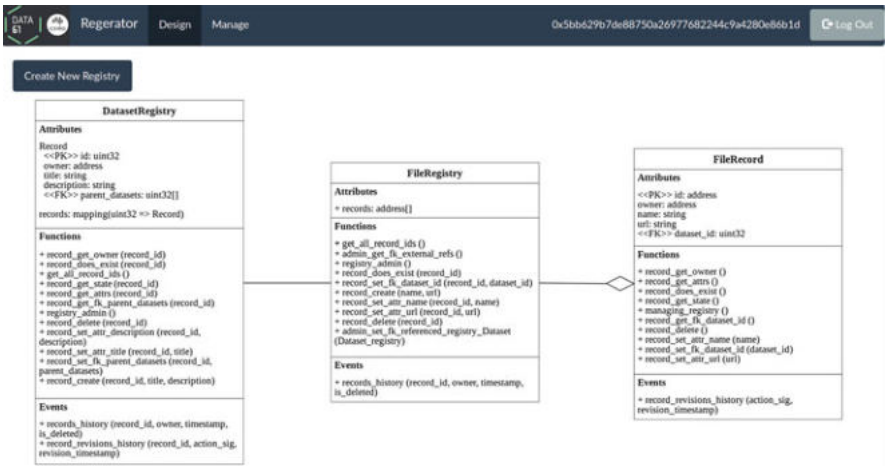 DATA
61
CSIRO
Regerator
Design
Manage
0x5bb629b7de88750a26977682244c9a4280e86b1d
Log Out
Create New Registry
DatasetRegistry
Attributes
Record
<<PK>> id: uint32
owner: address
title: string
description: string
<<FK>> parent_datasets: uint32[]
records: mapping(uint32 => Record)
Functions
+ record_get_owner (record_id)
+ record_does_exist (record_id)
+ get_all_record_ids ()
+ record_get_state (record_id)
+ record_get_attrs (record_id)
+ record_get_fk_parent_datasets (record_id)
+ registry_admin ()
+ record_delete (record_id)
+ record_set_attr_description (record_id,
description)
+ record_set_attr_title (record_id, title)
+ record_set_fk_parent_datasets (record_id,
parent_datasets)
+ record_create (record_id, title, description)
Events
+ records_history (record_id, owner, timestamp,
is_deleted)
+ record_revisions_history (record_id, action_sig,
revision_timestamp)
FileRegistry
Attributes
+ records: address[]
Functions
+ get_all_record_ids ()
+ admin_get_fk_external_refs ()
+ registry_admin ()
+ record_does_exist (record_id)
+ record_set_fk_dataset_id (record_id, dataset_id)
+ record_create (name, url)
+ record_set_attr_name (record_id, name)
+ record_set_attr_url (record_id, url)
+ record_delete (record_id)
+ admin_set_fk_referenced_registry_Dataset
(Dataset_registry)
Events
+ records_history (record_id, owner, timestamp,
is_deleted)
FileRecord
Attributes
<<PK>> id: address
owner: address
name: string
url: string
<<FK>> dataset_id: uint32
Functions
+ record_get_owner ()
+ record_get_attrs ()
+ record_does_exist ()
+ record_get_state ()
+ managing_registry ()
+ record_get_fk_dataset_id ()
+ record_delete ()
+ record_set_attr_name (name)
+ record_set_fk_dataset_id (dataset_id)
+ record_set_attr_url (url)
Events
+ record_revisions_history (action_sig,
revision_timestamp)